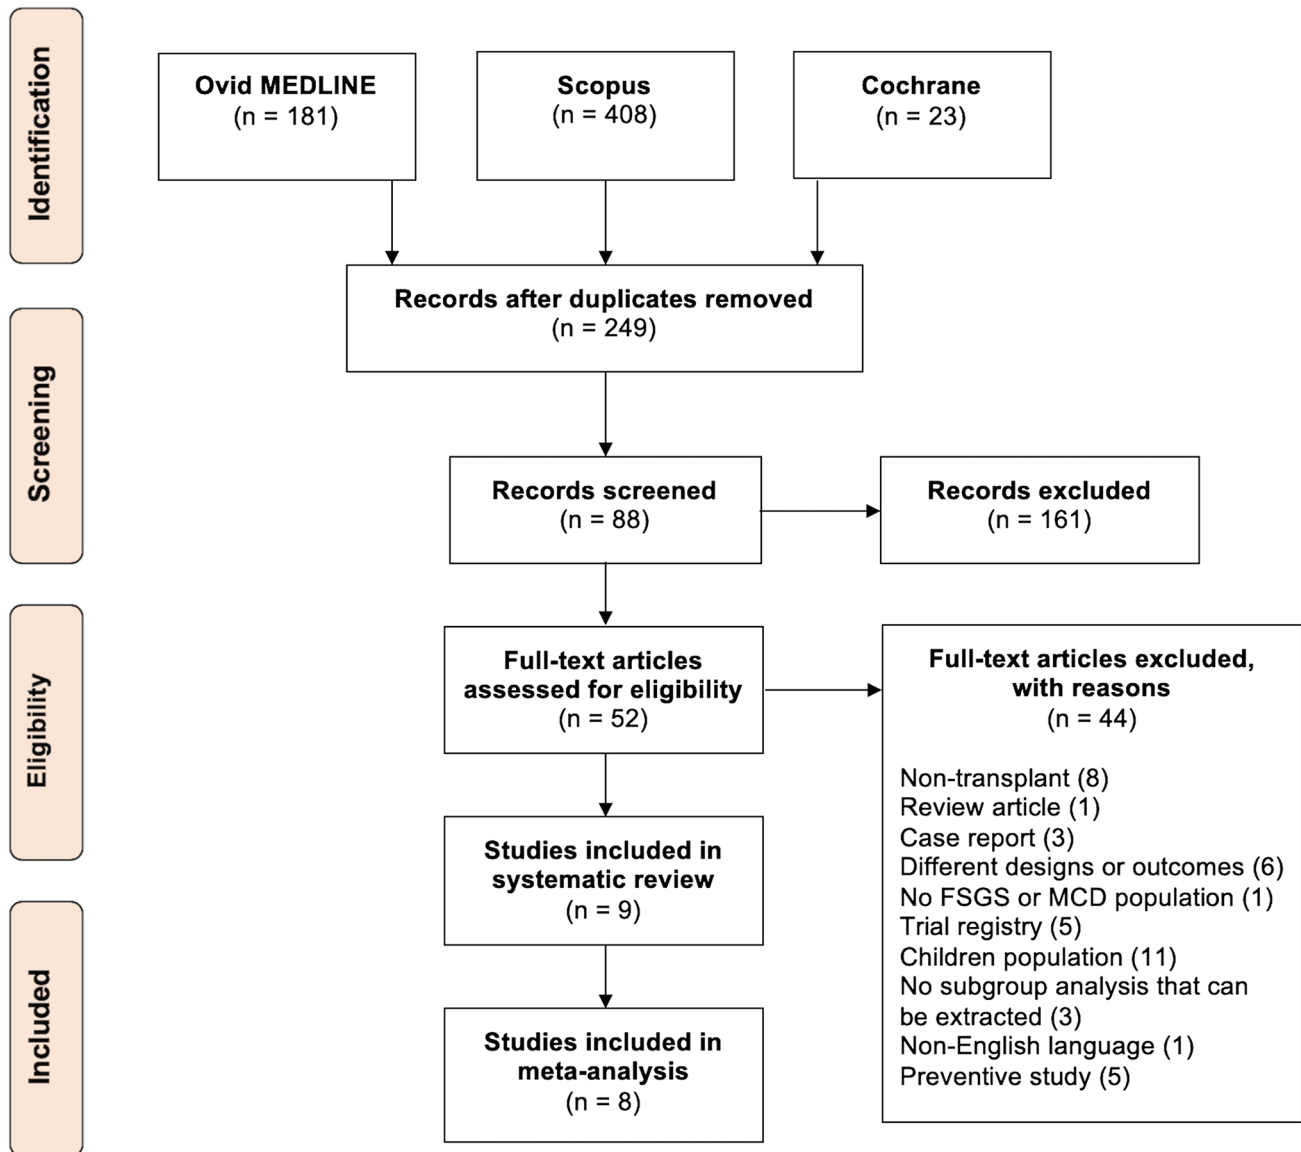 Identification
Ovid MEDLINE
(n = 181)
Scopus
(n = 408)
Cochrane
(n = 23)
Records after duplicates removed
(n = 249)
Screening
Records screened
(n = 88)
Records excluded
(n = 161)
Eligibility
Full-text articles
assessed for eligibility
(n = 52)
Full-text articles excluded,
with reasons
(n = 44)
Non-transplant (8)
Review article (1)
Case report (3)
Different designs or outcomes (6)
No FSGS or MCD population (1)
Trial registry (5)
Children population (11)
No subgroup analysis that can
be extracted (3)
Non-English language (1)
Preventive study (5)
Studies included in
systematic review
(n = 9)
Included
Studies included in
meta-analysis
(n = 8)